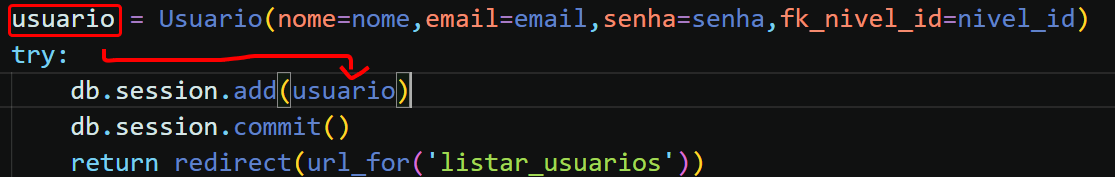 usuario = Usuario(nome=nome,email=email,senha=senha,fk_nivel_id=nivel_id)
try:
    db.session.add(usuario)
    db.session.commit()
    return redirect(url_for('listar_usuarios'))